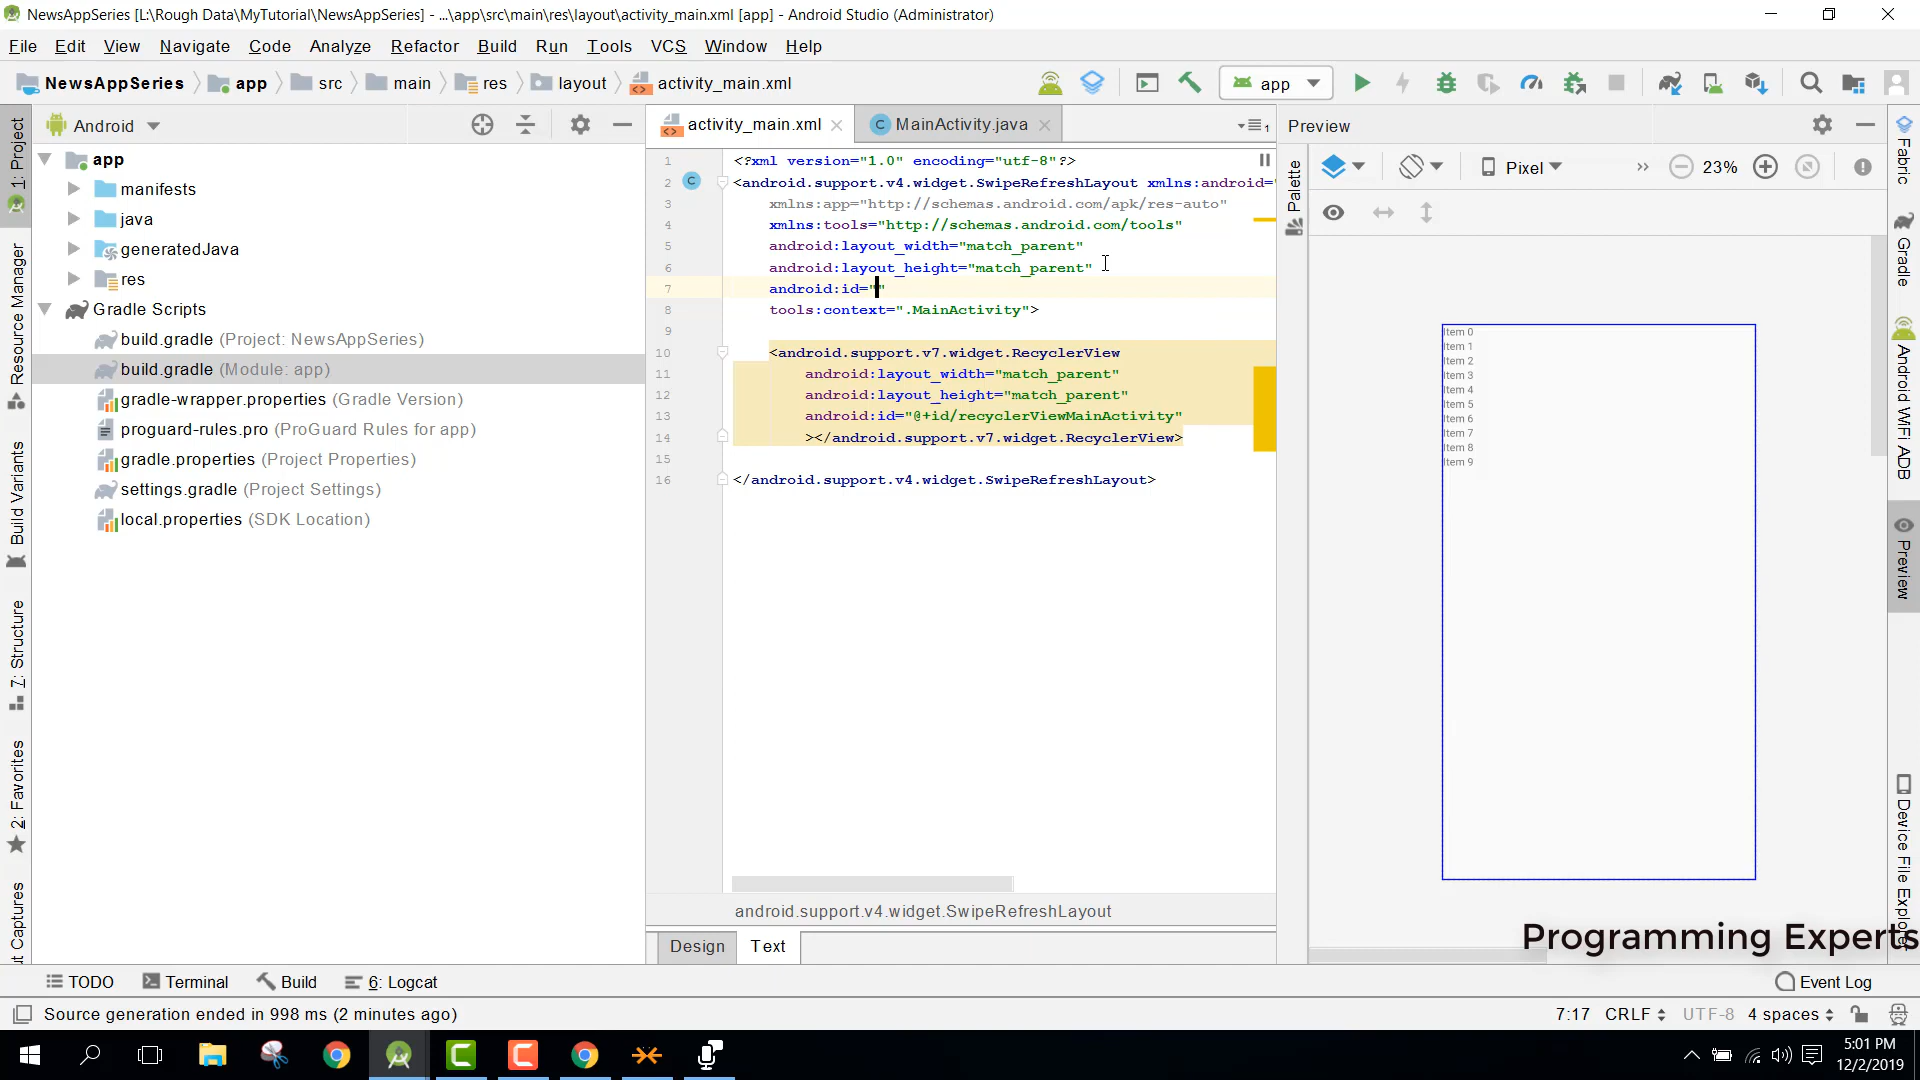 NewsAppSeries [L:\Rough Data\MyTutorial\NewsAppSeries] - ...\app\src\main\res\layout\activity_main.xml [app] - Android Studio (Administrator)
File Edit View Navigate Code Analyze Refactor Build Run Tools VCS Window Help
NewsAppSeries app src main res layout activity_main.xml app
Android
activity_main.xml MainActivity.java
1
Preview
app
manifests
java
generatedJava
res
Gradle Scripts
build.gradle (Project: NewsAppSeries)
build.gradle (Module: app)
gradle-wrapper.properties (Gradle Version)
proguard-rules.pro (ProGuard Rules for app)
gradle.properties (Project Properties)
settings.gradle (Project Settings)
local.properties (SDK Location)
1: Project
Resource Manager
Build Variants
Z: Structure
2: Favorites
ut Captures
1 <?xml version="1.0" encoding="utf-8"?>
2 <android.support.v4.widget.SwipeRefreshLayout xmlns:android="
3 xmlns:app="http://schemas.android.com/apk/res-auto"
4 xmlns:tools="http://schemas.android.com/tools"
5 android:layout_width="match_parent"
6 android:layout_height="match_parent"
7 android:id=""
8 tools:context=".MainActivity">
9
10 <android.support.v7.widget.RecyclerView
11 android:layout_width="match_parent"
12 android:layout_height="match_parent"
13 android:id="@+id/recyclerViewMainActivity"
14 ></android.support.v7.widget.RecyclerView>
15
16 </android.support.v4.widget.SwipeRefreshLayout>
android.support.v4.widget.SwipeRefreshLayout
Design Text
Palette
Pixel 23%
Item 0
Item 1
Item 2
Item 3
Item 4
Item 5
Item 6
Item 7
Item 8
Item 9
Fabric
Gradle
Android WiFi ADB
Preview
Device File Explorer
Programming Experts
TODO Terminal Build 6: Logcat Event Log
Source generation ended in 998 ms (2 minutes ago) 7:17 CRLF UTF-8 4 spaces
5:01 PM
12/2/2019